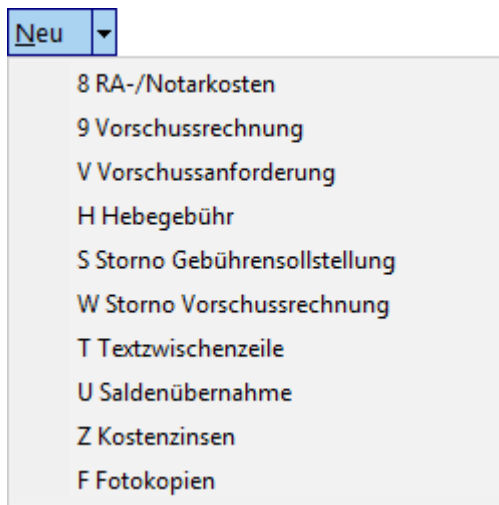 Neu
8 RA-/Notarkosten
9 Vorschussrechnung
V Vorschussanforderung
H Hebegebühr
S Storno Gebührensollstellung
W Storno Vorschussrechnung
T Textzwischenzeile
U Saldenübernahme
Z Kostenzinsen
F Fotokopien